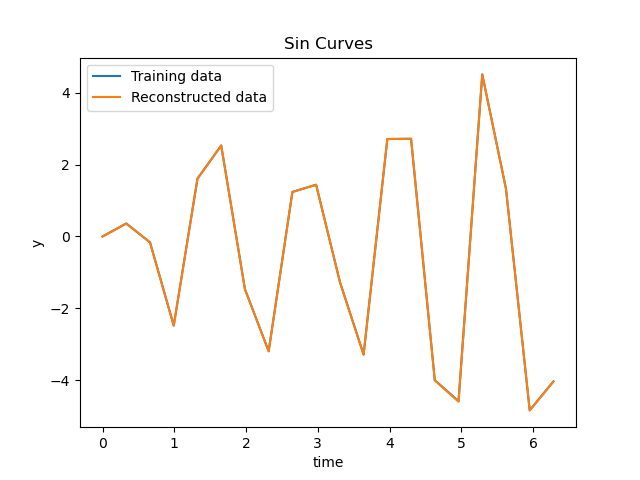 Sin Curves
Training data
Reconstructed data
y
4
2
0
−2
−4
0 1 2 3 4 5 6
time